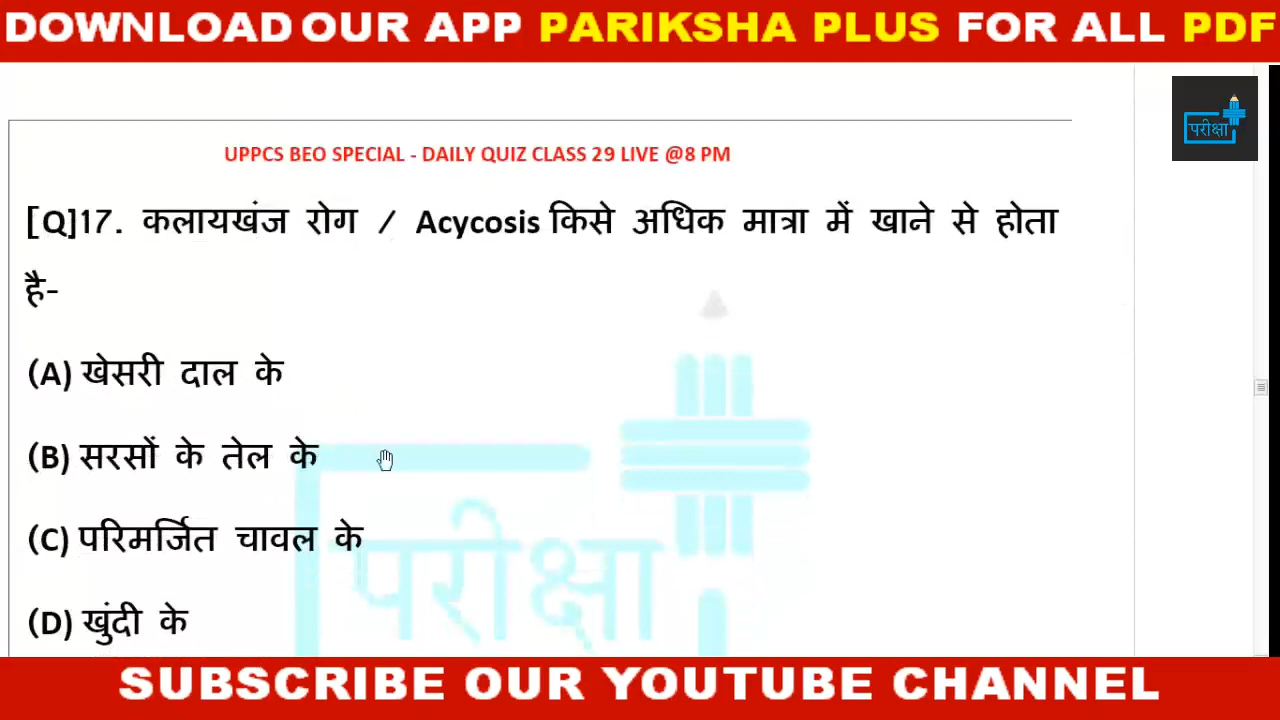 DOWNLOAD OUR APP PARIKSHA PLUS FOR ALL PDF
परीक्षा
UPPCS BEO SPECIAL - DAILY QUIZ CLASS 29 LIVE @8 PM
[Q]17. कलायखंज रोग / Acycosis किसे अधिक मात्रा में खाने से होता
है-
(A) खेसरी दाल के
(B) सरसों के तेल के
(C) परिमर्जित चावल के
(D) खुंदी के
परीक्षा
SUBSCRIBE OUR YOUTUBE CHANNEL